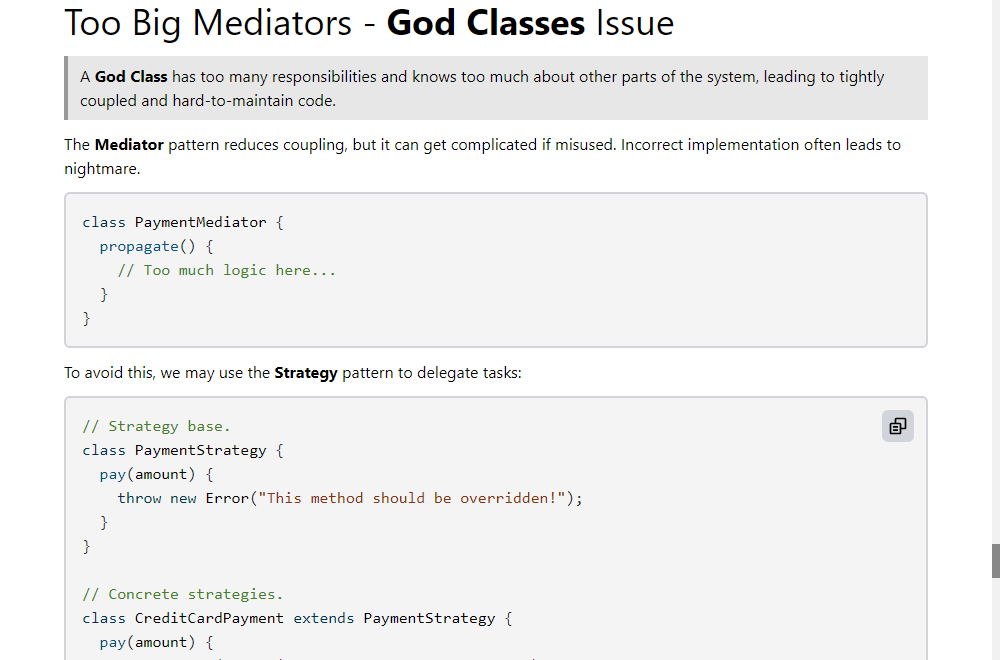 Too Big Mediators - God Classes Issue
A God Class has too many responsibilities and knows too much about other parts of the system, leading to tightly
coupled and hard-to-maintain code.
The Mediator pattern reduces coupling, but it can get complicated if misused. Incorrect implementation often leads to
nightmare.
class PaymentMediator {
  propagate() {
    // Too much logic here...
  }
}
To avoid this, we may use the Strategy pattern to delegate tasks:
// Strategy base.
class PaymentStrategy {
  pay(amount) {
    throw new Error("This method should be overridden!");
  }
}
// Concrete strategies.
class CreditCardPayment extends PaymentStrategy {
  pay(amount) {